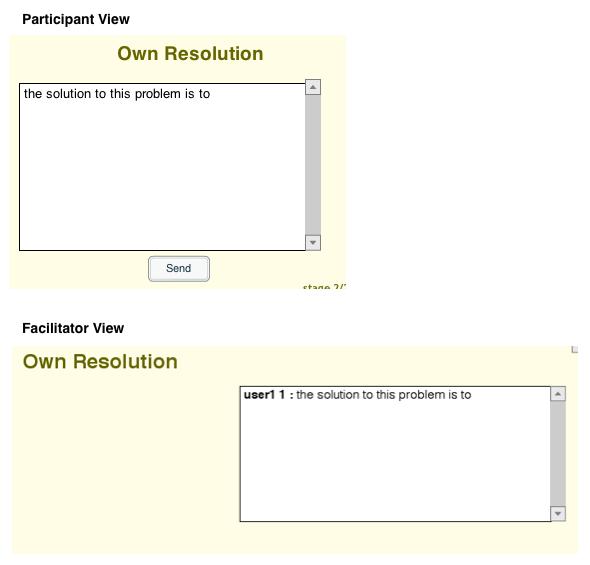 Participant View
Own Resolution
the solution to this problem is to
Send
stage 2/
Facilitator View
Own Resolution
user1 1 : the solution to this problem is to